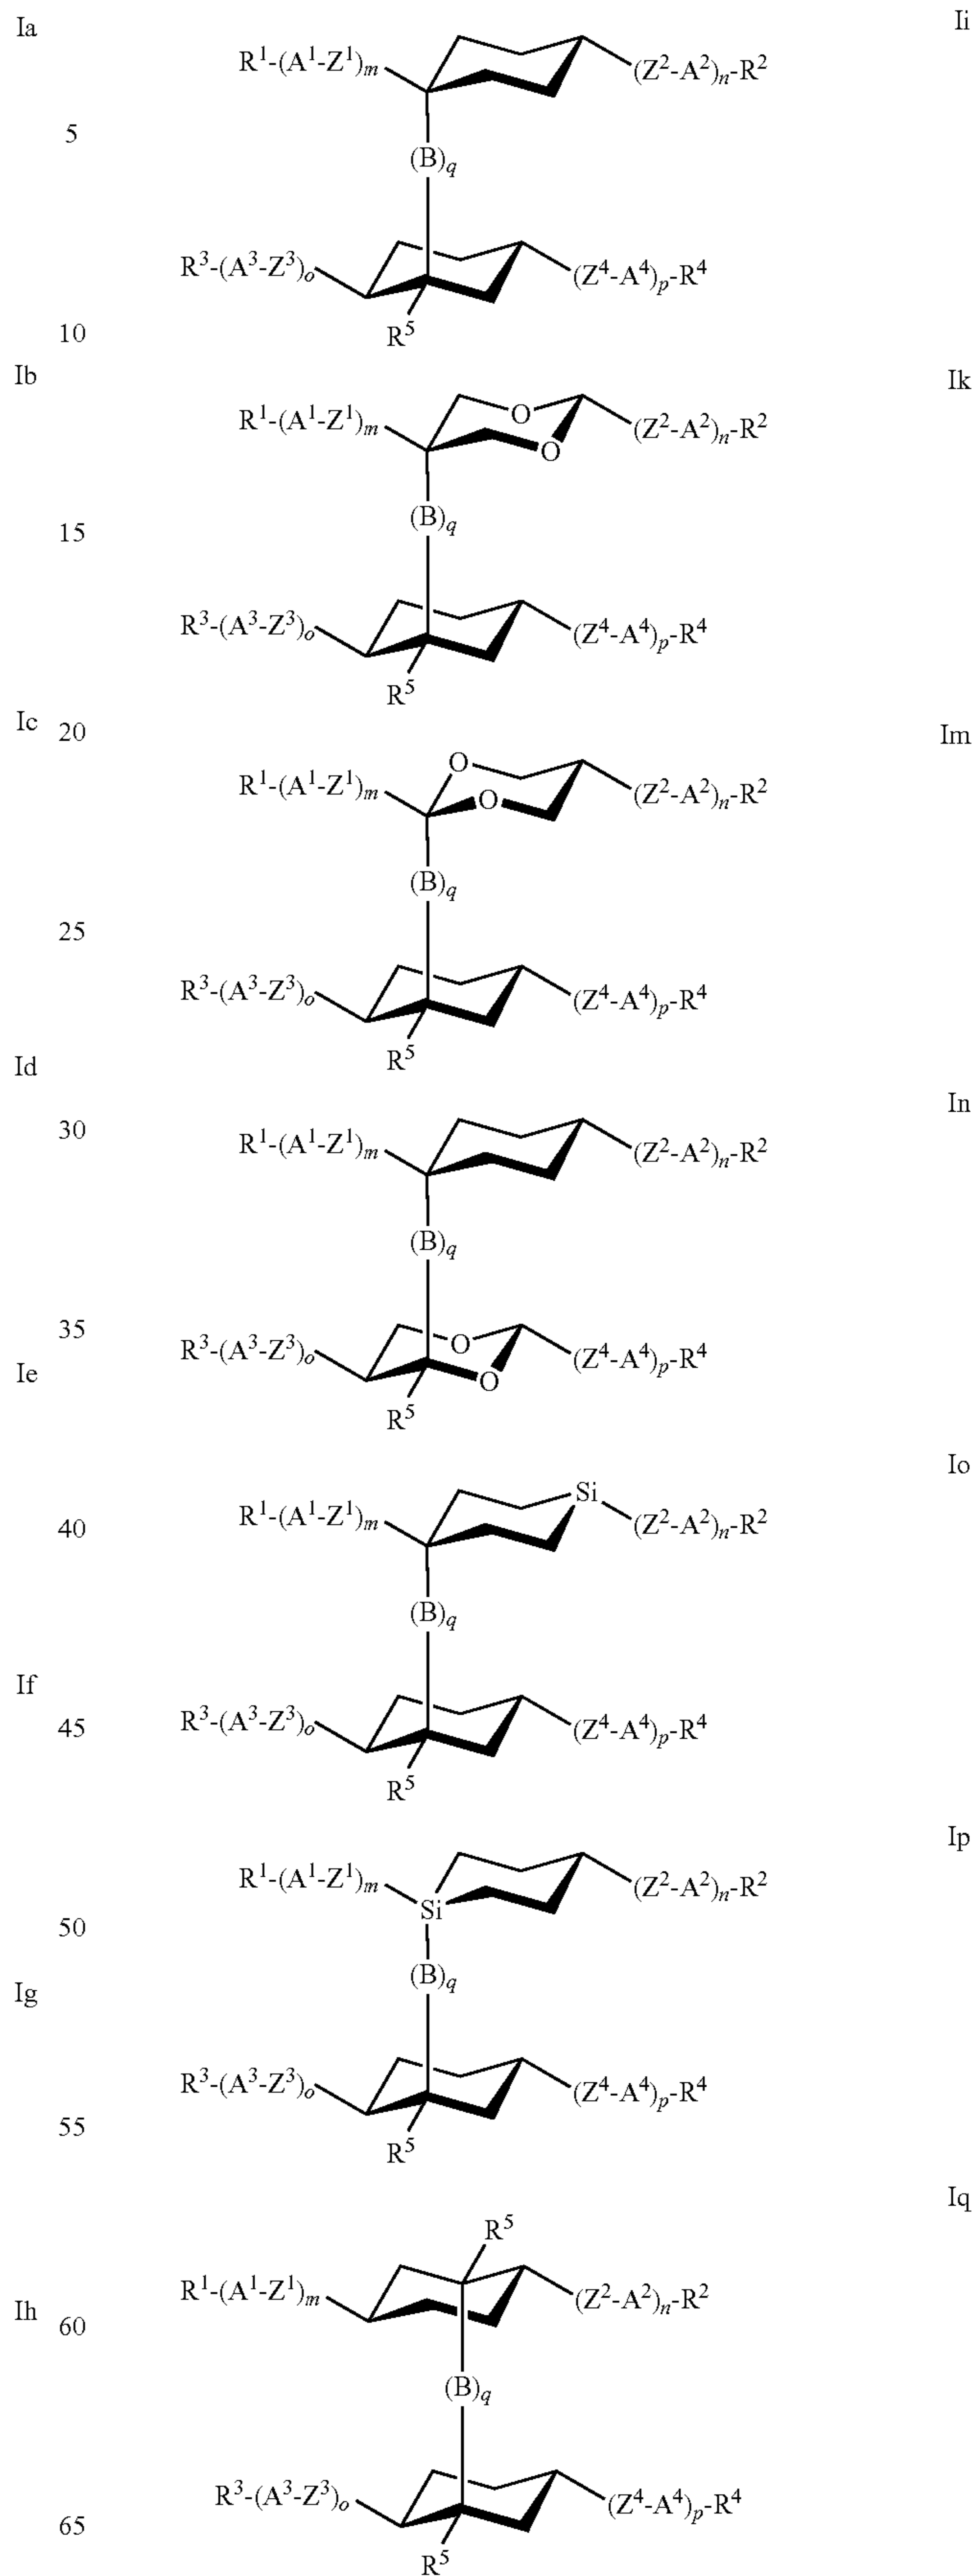 Ia Ii
R¹-(A¹-Z¹)ₘ (Z²-A²)ₙ-R²
5
(B)q
R³-(A³-Z³)ₒ (Z⁴-A⁴)ₚ-R⁴
10 R⁵
Ib Ik
R¹-(A¹-Z¹)ₘ O (Z²-A²)ₙ-R²
O
15 (B)q
R³-(A³-Z³)ₒ (Z⁴-A⁴)ₚ-R⁴
R⁵
Ic 20 Im
O
R¹-(A¹-Z¹)ₘ O (Z²-A²)ₙ-R²
(B)q
25
R³-(A³-Z³)ₒ (Z⁴-A⁴)ₚ-R⁴
R⁵
Id In
30 R¹-(A¹-Z¹)ₘ (Z²-A²)ₙ-R²
(B)q
35 R³-(A³-Z³)ₒ O (Z⁴-A⁴)ₚ-R⁴
Ie O
R⁵
Io
Si
40 R¹-(A¹-Z¹)ₘ (Z²-A²)ₙ-R²
(B)q
If
45 R³-(A³-Z³)ₒ (Z⁴-A⁴)ₚ-R⁴
R⁵
Ip
R¹-(A¹-Z¹)ₘ (Z²-A²)ₙ-R²
50 Si
Ig (B)q
R³-(A³-Z³)ₒ (Z⁴-A⁴)ₚ-R⁴
55 R⁵
Iq
R⁵
R¹-(A¹-Z¹)ₘ (Z²-A²)ₙ-R²
Ih 60
(B)q
R³-(A³-Z³)ₒ (Z⁴-A⁴)ₚ-R⁴
65
R⁵